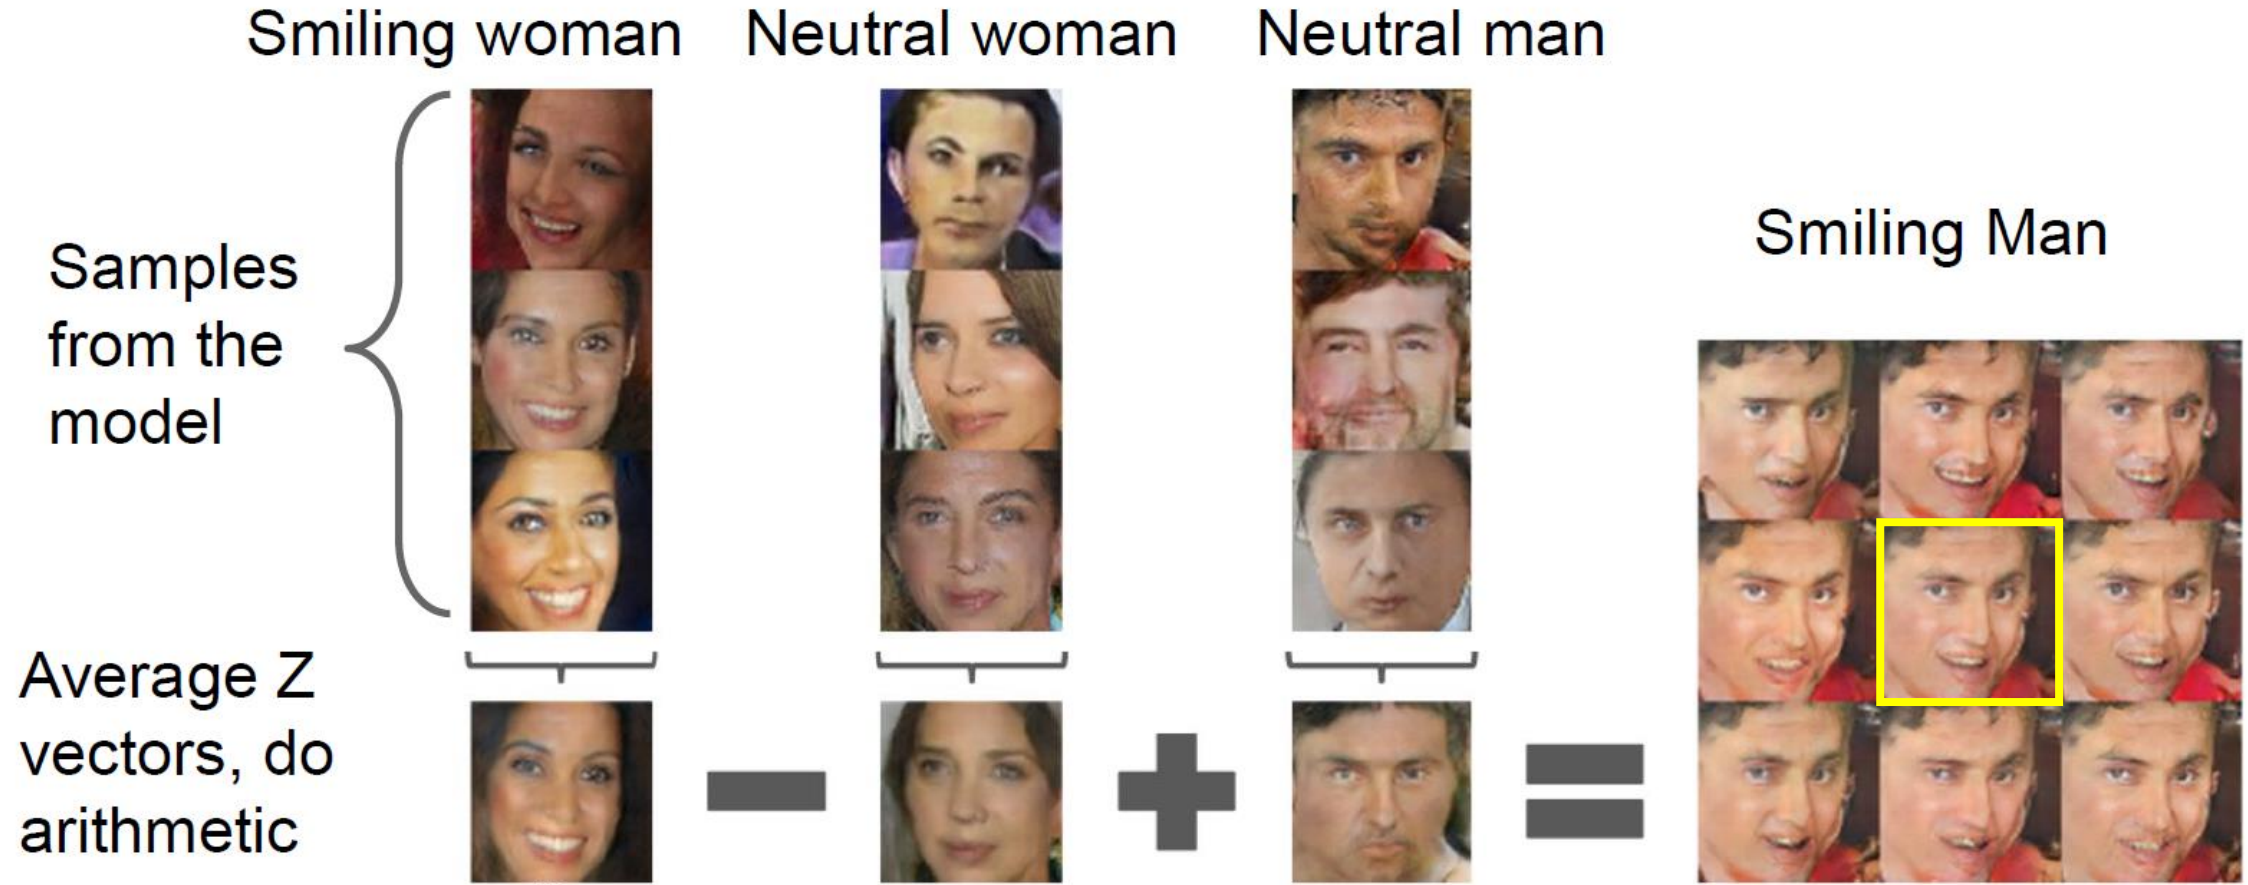 Smiling woman
Neutral woman
Neutral man
Smiling Man
Samples
from the
model
Average Z
vectors, do
arithmetic